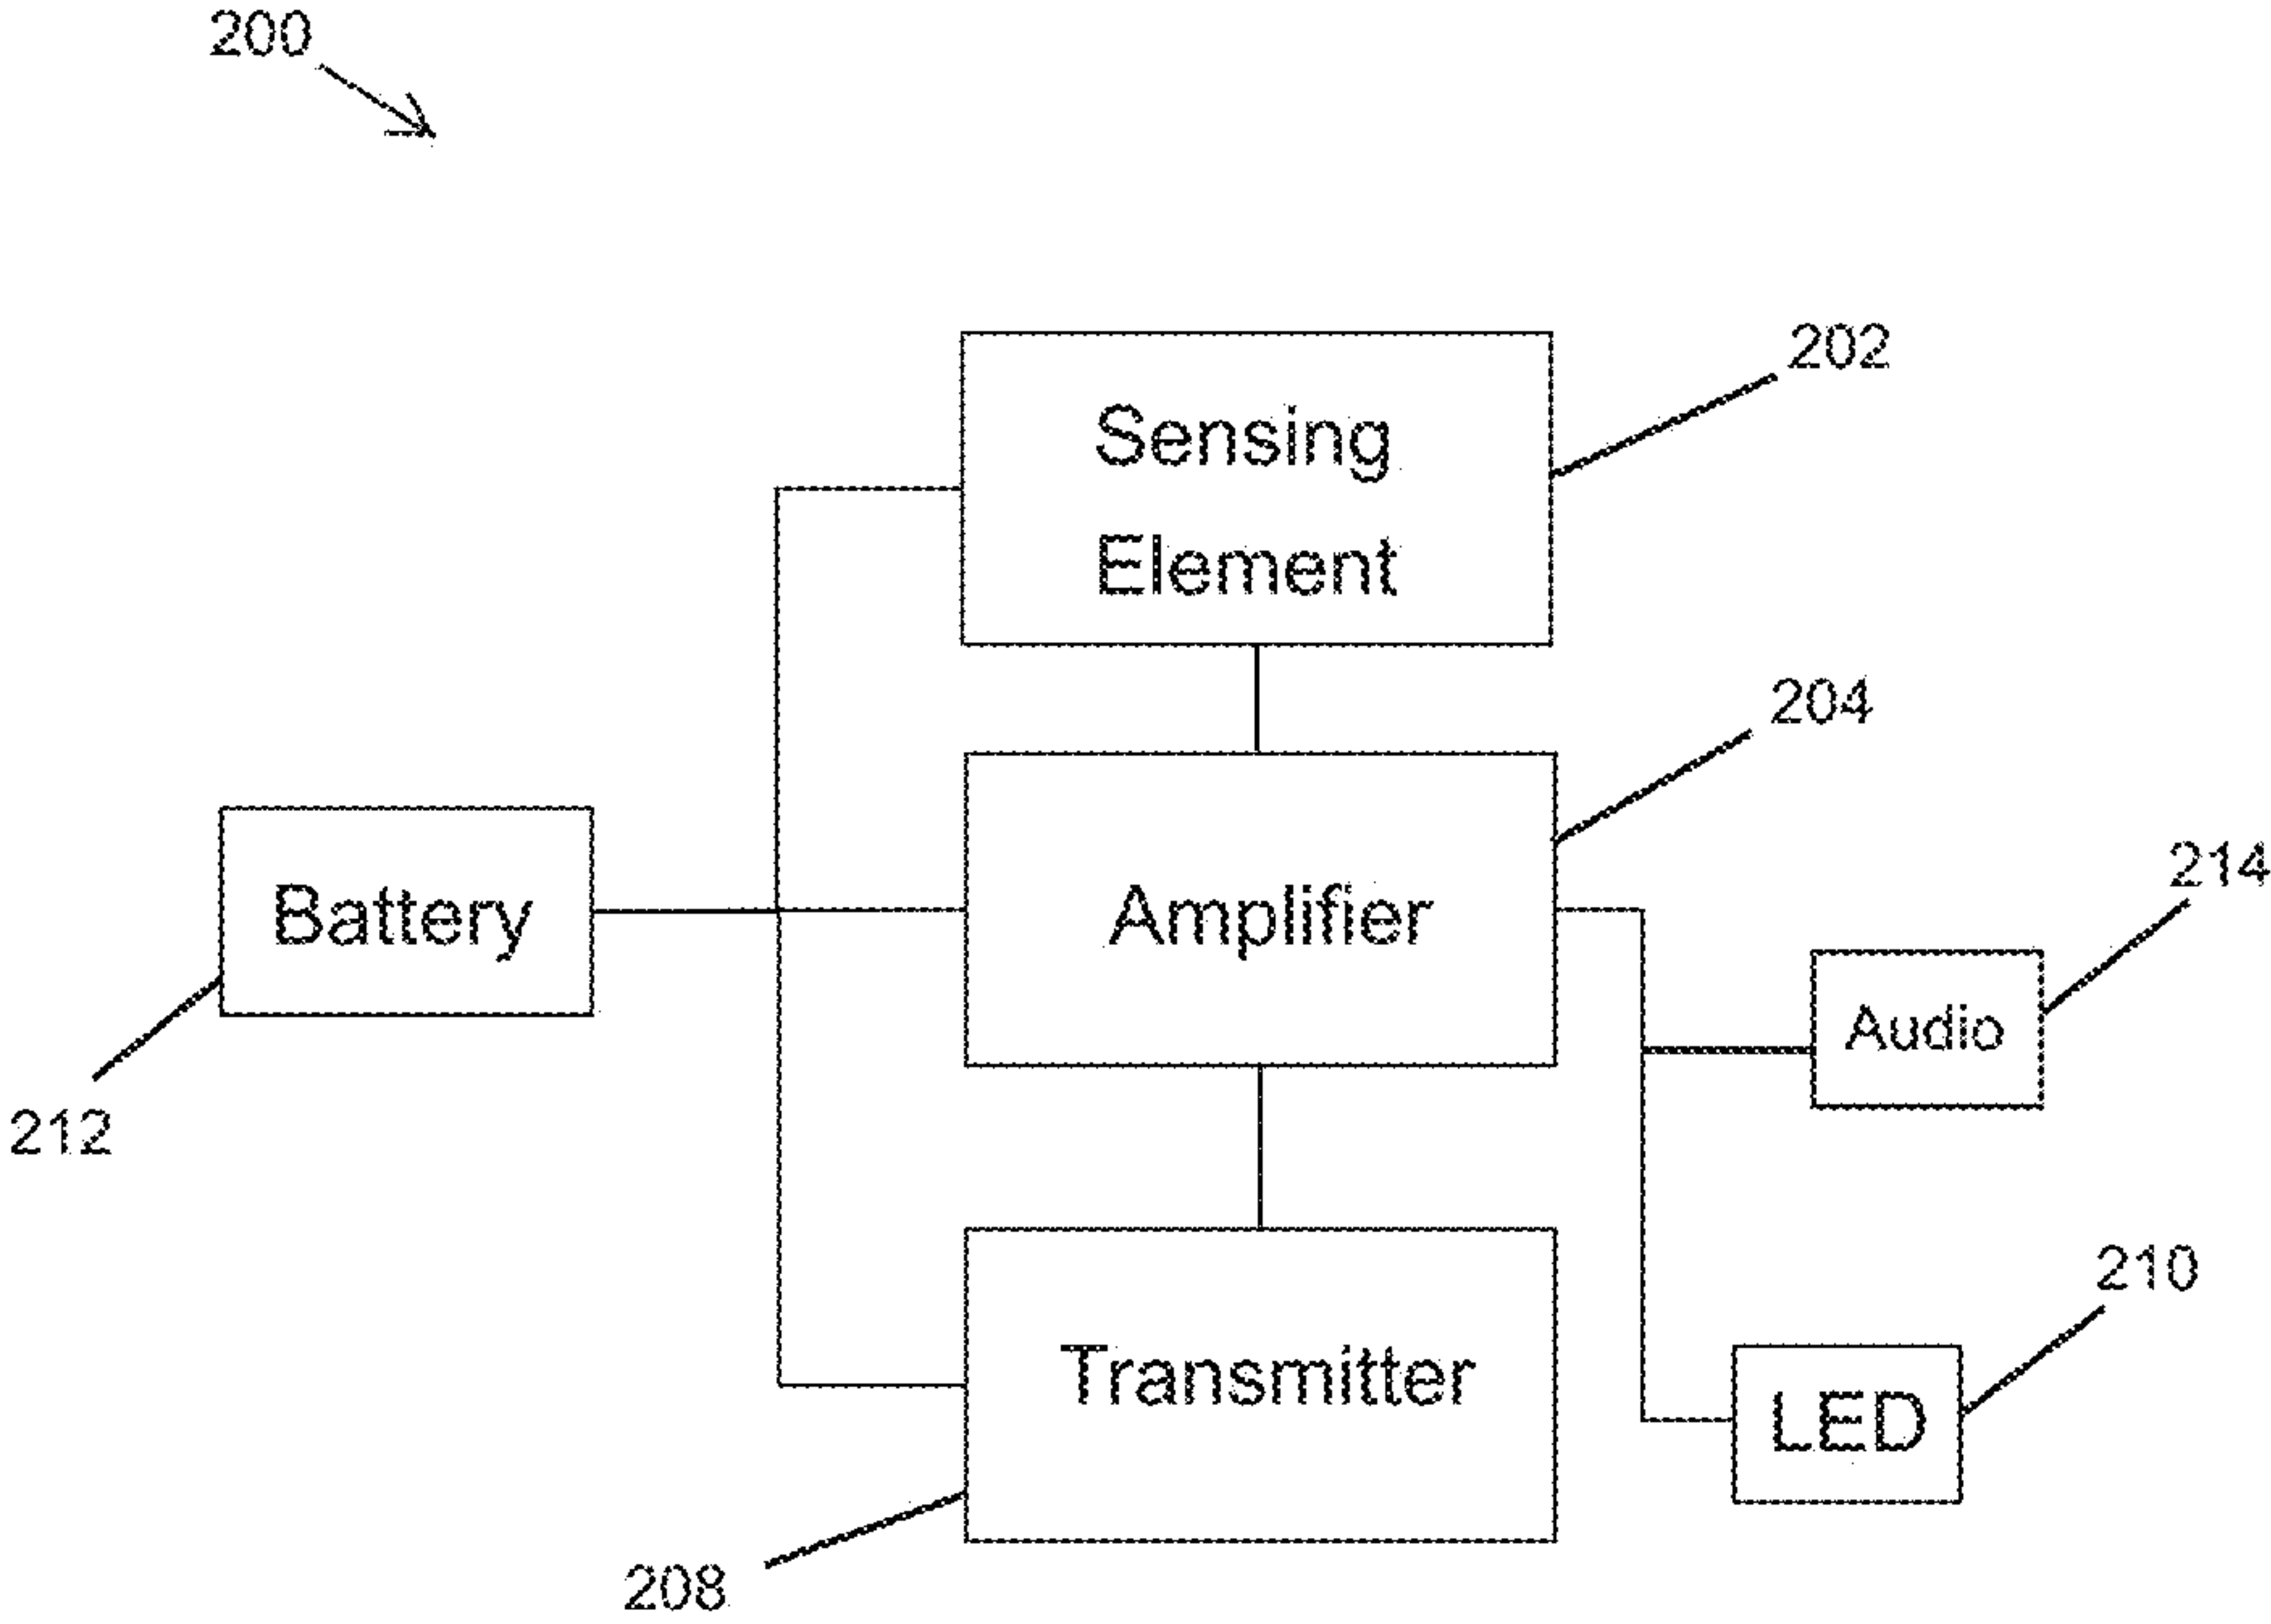 200
Sensing
Element
202
204
Battery
Amplifier
214
Audio
212
210
Transmitter
LED
208